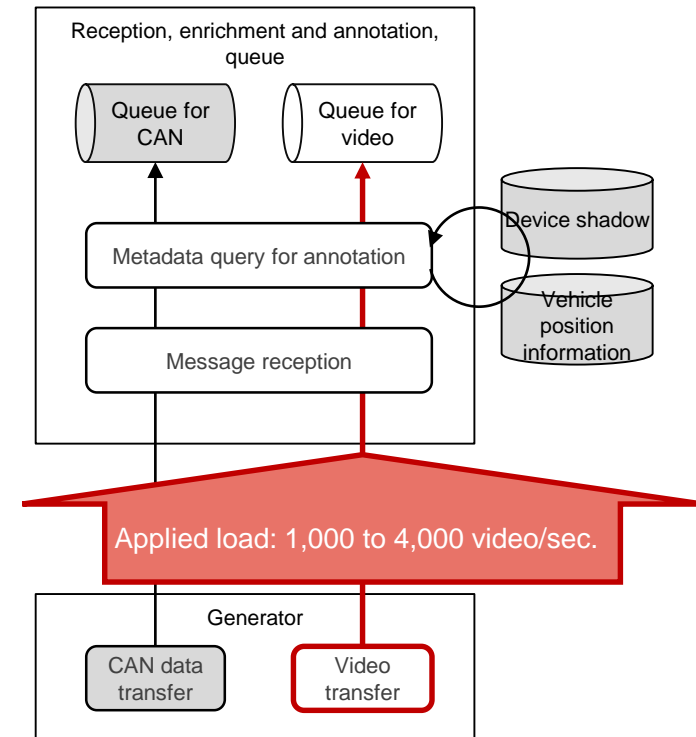 Reception, enrichment and annotation,
queue
Queue for
CAN
Queue for
video
Device shadow
Metadata query for annotation
Vehicle
position
information
Message reception
Applied load: 1,000 to 4,000 video/sec.
Generator
CAN data
transfer
Video
transfer